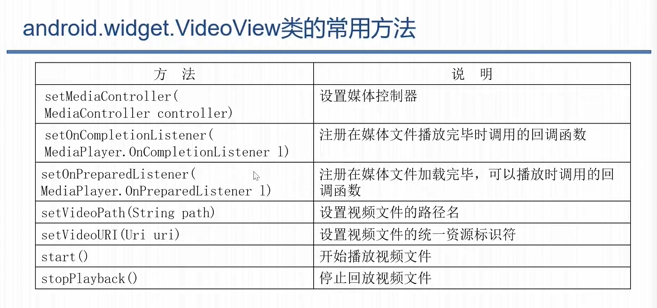 android.widget.VideoView类的常用方法
方 法
说 明
setMediaController(
MediaController controller)
设置媒体控制器
setOnCompletionListener(
MediaPlayer.OnCompletionListener l)
注册在媒体文件播放完毕时调用的回调函数
setOnPreparedListener(
MediaPlayer.OnPreparedListener l)
注册在媒体文件加载完毕,可以播放时调用的回
调函数
setVideoPath(String path)
设置视频文件的路径名
setVideoURI(Uri uri)
设置视频文件的统一资源标识符
start()
开始播放视频文件
stopPlayback()
停止回放视频文件